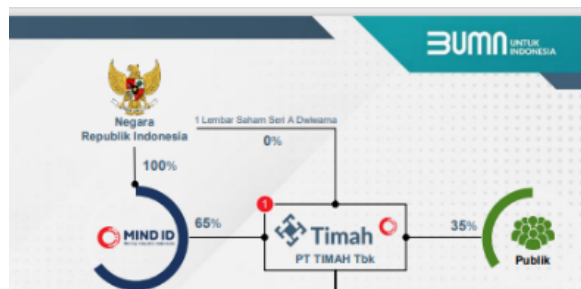 BUMN UNTUK
INDONESIA
Negara
Republik Indonesia
1 Lembar Saham Seri A Dwiwarna
0%
100%
1
MIND ID
65%
Timah
35%
PT TIMAH Tbk
Publik